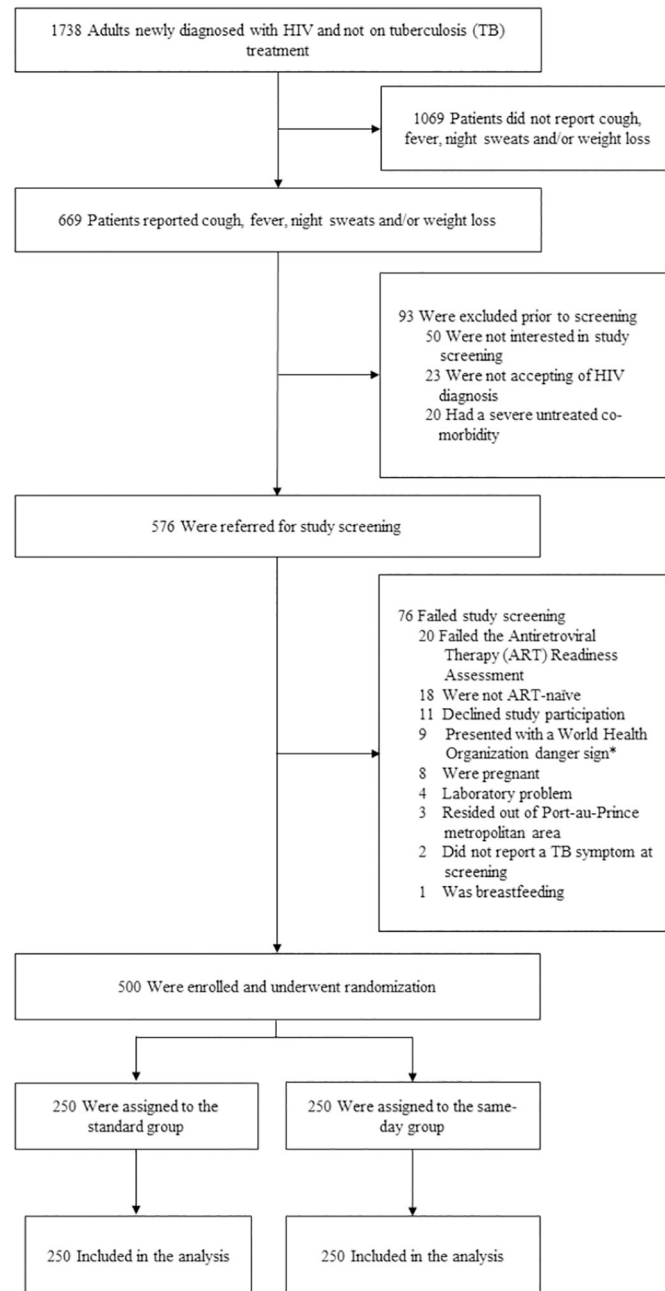 1738 Adults newly diagnosed with HIV and not on tuberculosis (TB)
treatment
1069 Patients did not report cough,
fever, night sweats and/or weight loss
669 Patients reported cough, fever, night sweats and/or weight loss
93 Were excluded prior to screening
50 Were not interested in study
screening
23 Were not accepting of HIV
diagnosis
20 Had a severe untreated co-
morbidity
576 Were referred for study screening
76 Failed study screening
20 Failed the Antiretroviral
Therapy (ART) Readiness
Assessment
18 Were not ART-naïve
11 Declined study participation
9 Presented with a World Health
Organization danger sign*
8 Were pregnant
4 Laboratory problem
3 Resided out of Port-au-Prince
metropolitan area
2 Did not report a TB symptom at
screening
1 Was breastfeeding
500 Were enrolled and underwent randomization
250 Were assigned to the
standard group
250 Were assigned to the same-
day group
250 Included in the analysis
250 Included in the analysis